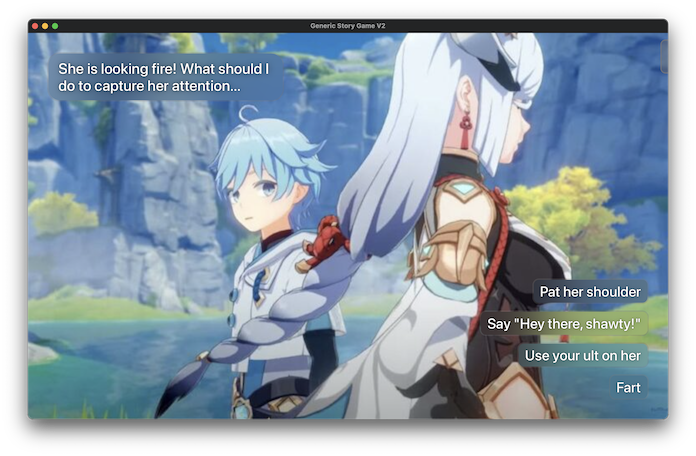 Generic Story Game V2
She is looking fire! What should I
do to capture her attention...
Pat her shoulder
Say "Hey there, shawty!"
Use your ult on her
Fart